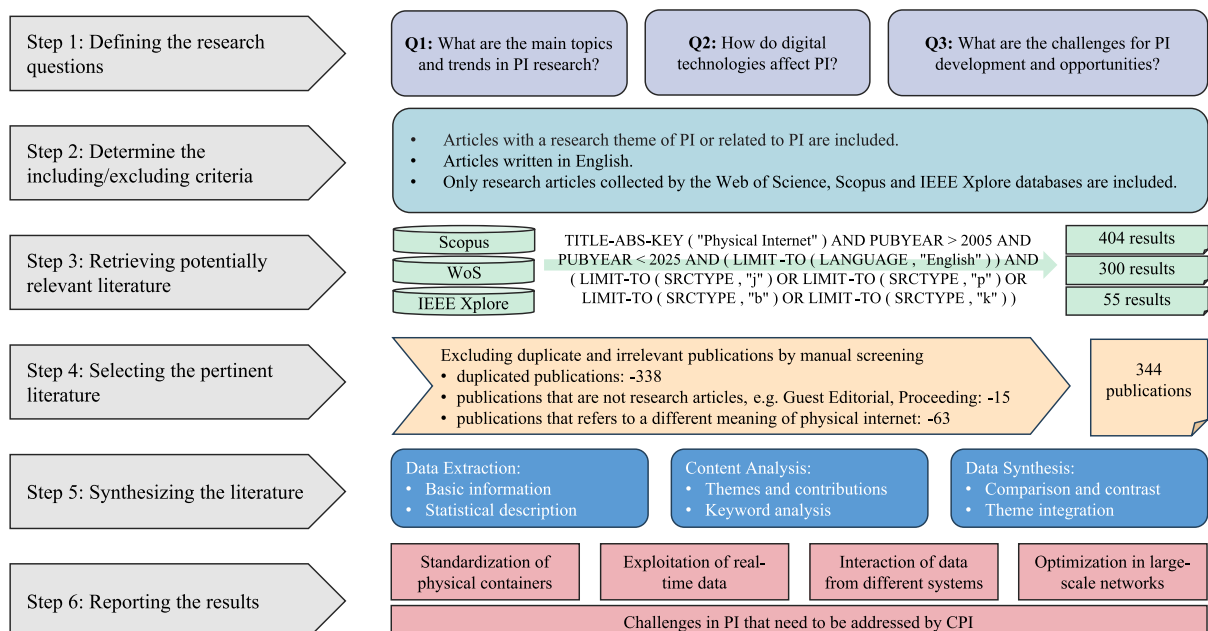 Step 1: Defining the research
questions
Q1: What are the main topics
and trends in PI research?
Q2: How do digital
technologies affect PI?
Q3: What are the challenges for PI
development and opportunities?
Step 2: Determine the
including/excluding criteria
• Articles with a research theme of PI or related to PI are included.
• Articles written in English.
• Only research articles collected by the Web of Science, Scopus and IEEE Xplore databases are included.
Step 3: Retrieving potentially
relevant literature
Scopus
WoS
IEEE Xplore
TITLE-ABS-KEY ( "Physical Internet" ) AND PUBYEAR > 2005 AND
PUBYEAR < 2025 AND ( LIMIT-TO ( LANGUAGE , "English" ) ) AND
( LIMIT-TO ( SRCTYPE , "j" ) OR LIMIT-TO ( SRCTYPE , "p" ) OR
LIMIT-TO ( SRCTYPE , "b" ) OR LIMIT-TO ( SRCTYPE , "k" ) )
404 results
300 results
55 results
Step 4: Selecting the pertinent
literature
Excluding duplicate and irrelevant publications by manual screening
• duplicated publications: -338
• publications that are not research articles, e.g. Guest Editorial, Proceeding: -15
• publications that refers to a different meaning of physical internet: -63
344
publications
Step 5: Synthesizing the literature
Data Extraction:
• Basic information
• Statistical description
Content Analysis:
• Themes and contributions
• Keyword analysis
Data Synthesis:
• Comparison and contrast
• Theme integration
Step 6: Reporting the results
Standardization of
physical containers
Exploitation of real-
time data
Interaction of data
from different systems
Optimization in large-
scale networks
Challenges in PI that need to be addressed by CPI